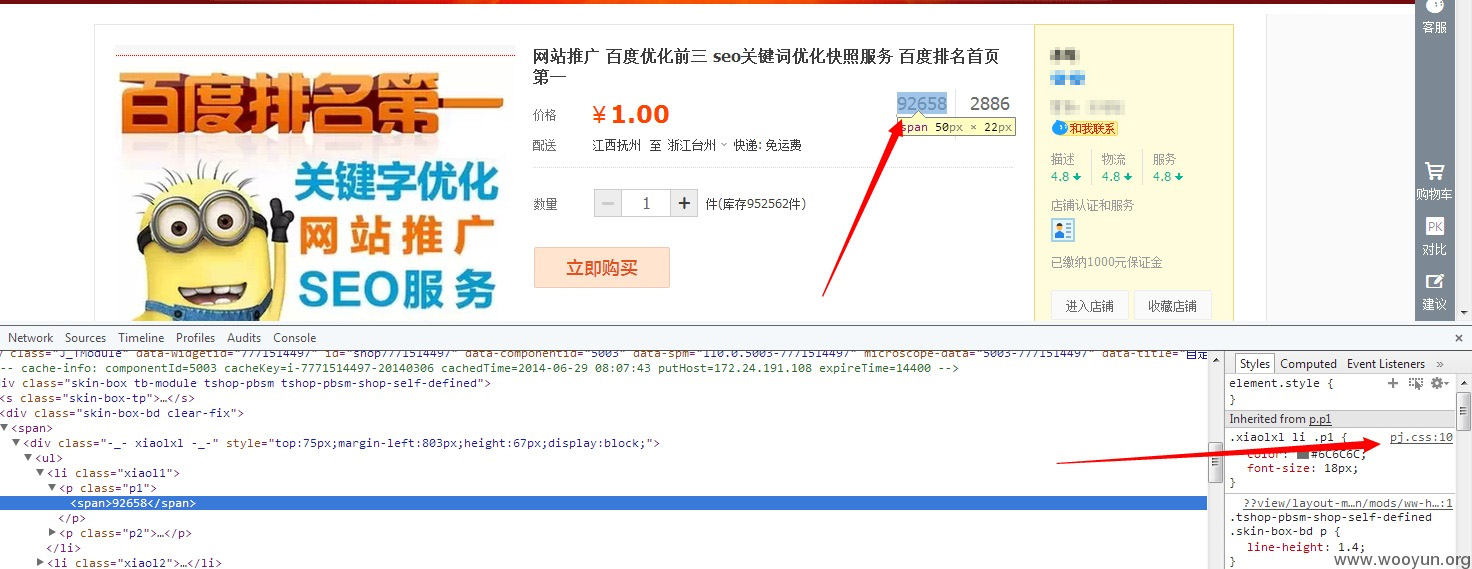 客服
网站推广 百度优化前三 seo关键词优化快照服务 百度排名首页
第一
百度排名第一
关键字优化
网站推广
SEO服务
价格
¥1.00
92658
2886
span 50px × 22px
配送
江西抚州 至 浙江台州 快递: 免运费
数量
1
件(库存952562件)
立即购买
和我联系
描述 物流 服务
4.8 4.8 4.8
店铺认证和服务
已缴纳1000元保证金
进入店铺 收藏店铺
购物车
PK
对比
建议
Network Sources Timeline Profiles Audits Console
class="J_TModule" data-widgetid="7771514497" id="shop7771514497" data-componentid="5003" data-spm="110.0.5003-7771514497" microscope-data="5003-7771514497" data-title="自定
-- cache-info: componentId=5003 cacheKey=i-7771514497-20140306 cachedTime=2014-06-29 08:07:43 putHost=172.24.191.108 expireTime=14400 -->
iv class="skin-box tb-module tshop-pbsm tshop-pbsm-shop-self-defined">
<s class="skin-box-tp">…</s>
<div class="skin-box-bd clear-fix">
<span>
<div class="-_- xiaolxl -_-" style="top:75px;margin-left:803px;height:67px;display:block;">
<ul>
<li class="xiaol1">
<p class="p1">
<span>92658</span>
</p>
<p class="p2">…</p>
</li>
<li class="xiaol2">…</li>
Styles Computed Event Listeners »
element.style {
}
Inherited from p.p1
.xiaolxl li .p1 { pj.css:10
color: #6C6C6C;
font-size: 18px;
}
??view/layout-m…n/mods/ww-h…:1
.tshop-pbsm-shop-self-defined
.skin-box-bd p {
line-height: 1.4;
}
www.wooyun.org